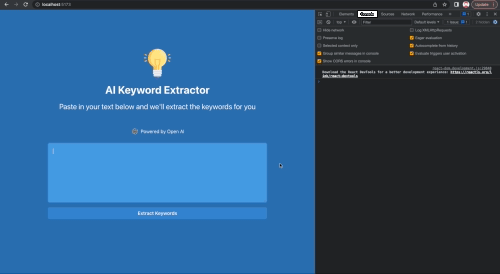 localhost:5173
Update
AI Keyword Extractor
Paste in your text below and we'll extract the keywords for you
Powered by Open AI
Extract Keywords
Elements
Console
Sources
Network
Performance
top
Filter
Default levels
1 Issue
Hide network
Log XMLHttpRequests
Preserve log
Eager evaluation
Selected context only
Autocomplete from history
Group similar messages in console
Evaluate triggers user activation
Show CORS errors in console
Download the React DevTools for a better development experience: https://reactjs.org/l
ink/react-devtools